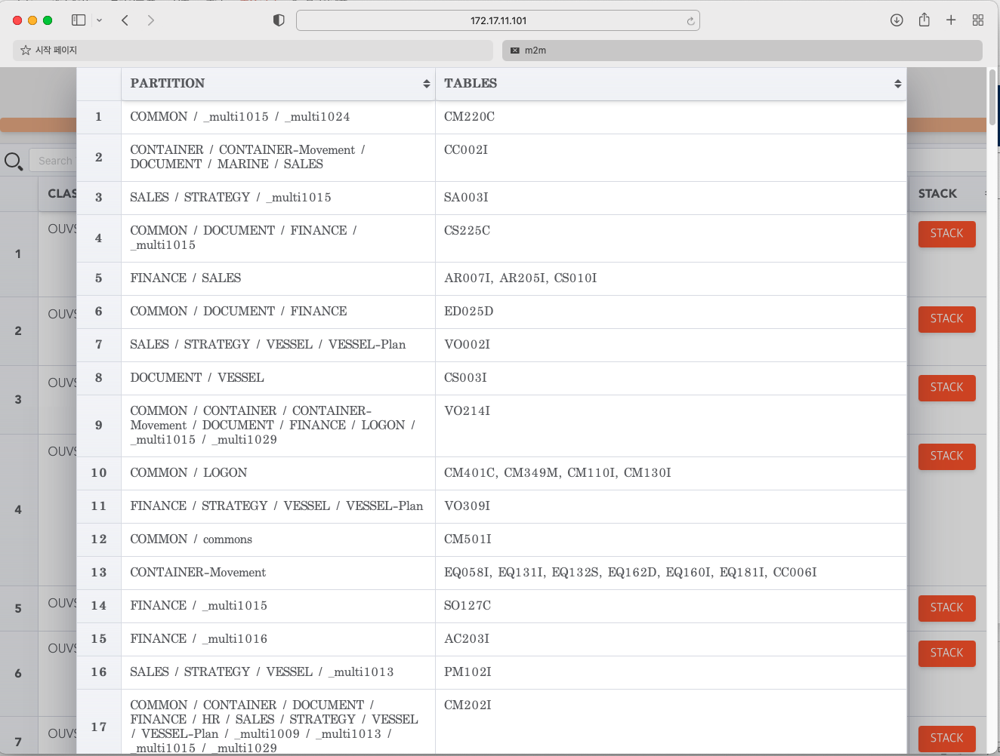 172.17.11.101
시작 페이지
m2m
PARTITION TABLES
1 COMMON / _multi1015 / _multi1024 CM220C
2 CONTAINER / CONTAINER-Movement / CC002I
DOCUMENT / MARINE / SALES
3 SALES / STRATEGY / _multi1015 SA003I
4 COMMON / DOCUMENT / FINANCE / CS225C
_multi1015
5 FINANCE / SALES AR007I, AR205I, CS010I
6 COMMON / DOCUMENT / FINANCE ED025D
7 SALES / STRATEGY / VESSEL / VESSEL-Plan VO002I
8 DOCUMENT / VESSEL CS003I
9 COMMON / CONTAINER / CONTAINER- VO214I
Movement / DOCUMENT / FINANCE / LOGON /
_multi1015 / _multi1029
10 COMMON / LOGON CM401C, CM349M, CM110I, CM130I
11 FINANCE / STRATEGY / VESSEL / VESSEL-Plan VO309I
12 COMMON / commons CM501I
13 CONTAINER-Movement EQ058I, EQ131I, EQ132S, EQ162D, EQ160I, EQ181I, CC006I
14 FINANCE / _multi1015 SO127C
15 FINANCE / _multi1016 AC203I
16 SALES / STRATEGY / VESSEL / _multi1013 PM102I
17 COMMON / CONTAINER / DOCUMENT / CM202I
FINANCE / HR / SALES / STRATEGY / VESSEL
/ VESSEL-Plan / _multi1009 / _multi1013 /
_multi1015 / _multi1029
Search
CLAS STACK
1 OUVS STACK
2 OUVS STACK
3 OUVS STACK
4 OUVS STACK
5 OUVS STACK
6 OUVS STACK
7 OUVS STACK